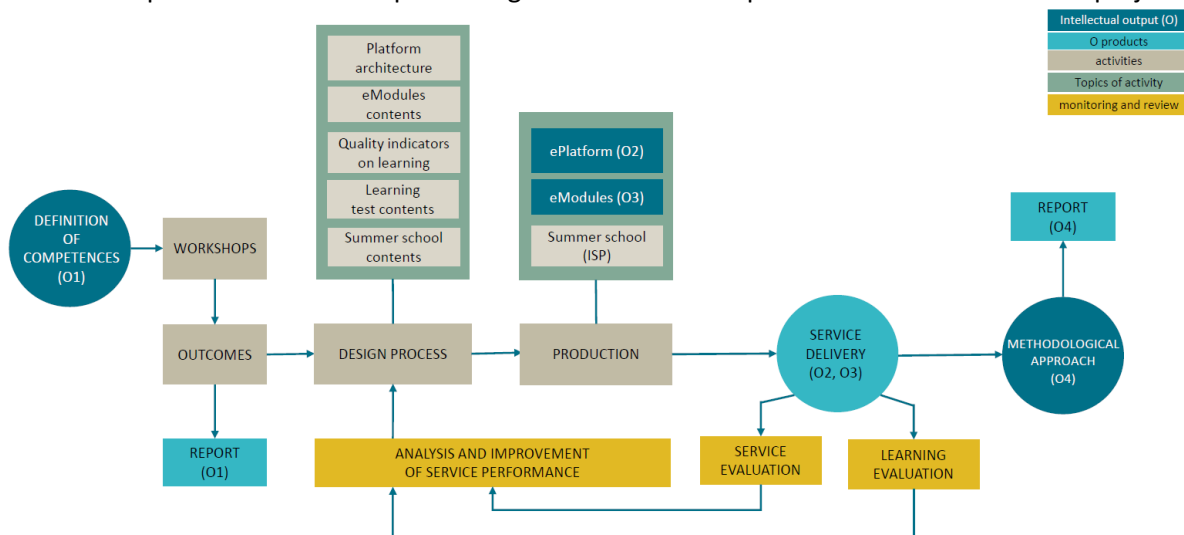 Intellectual output (O)
O products
activities
Topics of activity
monitoring and review
Platform
architecture
eModules
contents
Quality indicators
on learning
Learning
test contents
Summer school
contents
ePlatform (O2)
eModules (O3)
Summer school
(ISP)
DEFINITION
OF
COMPETENCES
(O1)
WORKSHOPS
REPORT
(O4)
OUTCOMES
DESIGN PROCESS
PRODUCTION
SERVICE
DELIVERY
(O2, O3)
METHODOLOGICAL
APPROACH
(O4)
REPORT
(O1)
ANALYSIS AND IMPROVEMENT
OF SERVICE PERFORMANCE
SERVICE
EVALUATION
LEARNING
EVALUATION